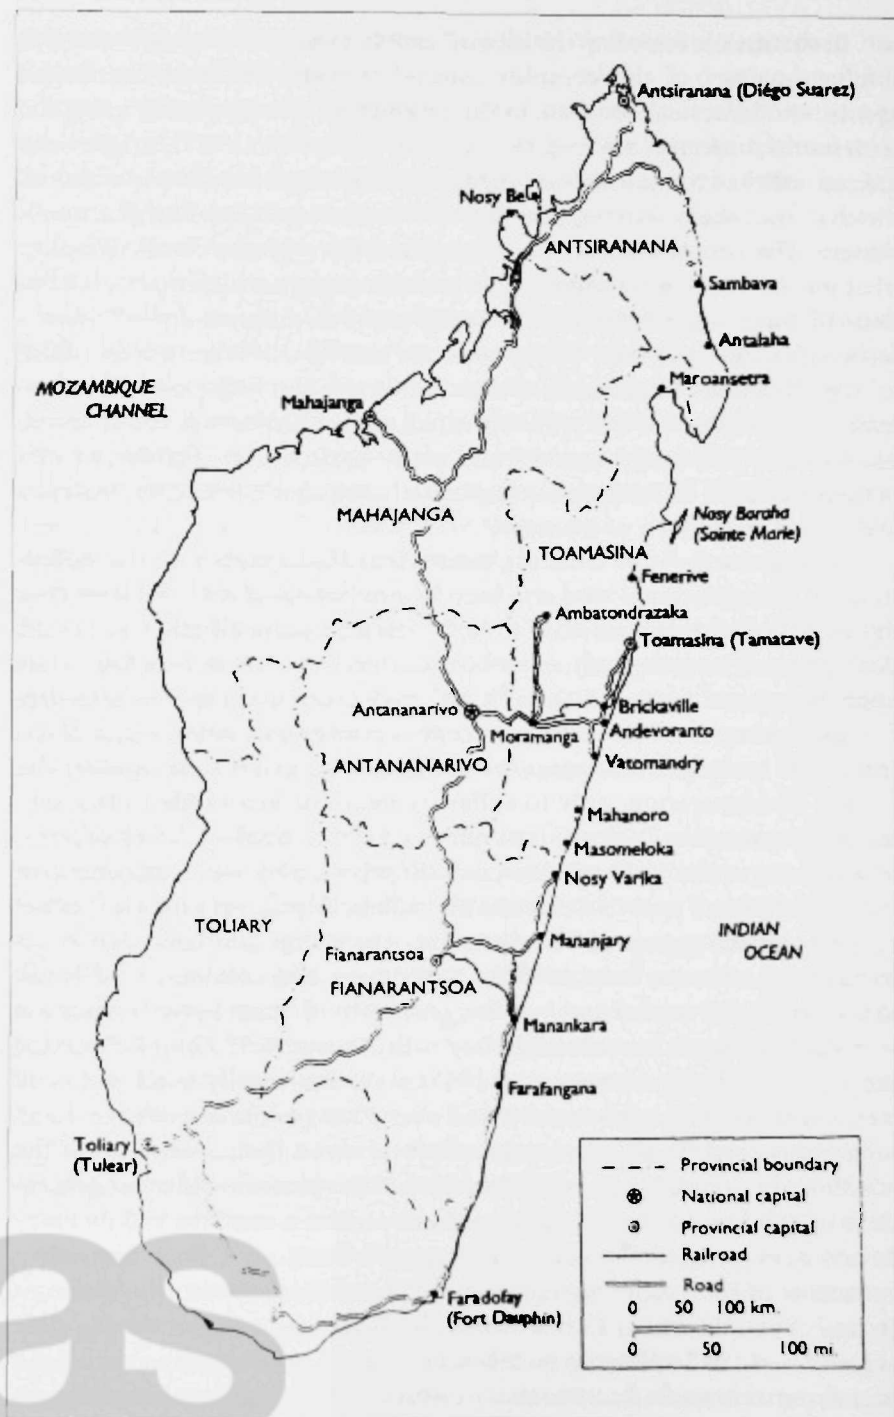 Antsiranana (Diégo Suarez)
Nosy Be
ANTSIRANANA
Sambava
Antalaha
MOZAMBIQUE
CHANNEL
Maroansetra
Mahajanga
MAHAJANGA
Nosy Boraha
(Sainte Marie)
TOAMASINA
Fenerive
Ambatondrazaka
Toamasina (Tamatave)
Antananarivo
Brickaville
Moramanga
Andevoranto
ANTANANARIVO
Vatomandry
Mahanoro
Masomeloka
Nosy Varika
TOLIARY
Mananjary
INDIAN
OCEAN
Fianarantsoa
FIANARANTSOA
Manankara
Farafangana
Toliary
(Tulear)
Faradofay
(Fort Dauphin)
Provincial boundary
National capital
Provincial capital
Railroad
Road
0 50 100 km.
0 50 100 mi.
as